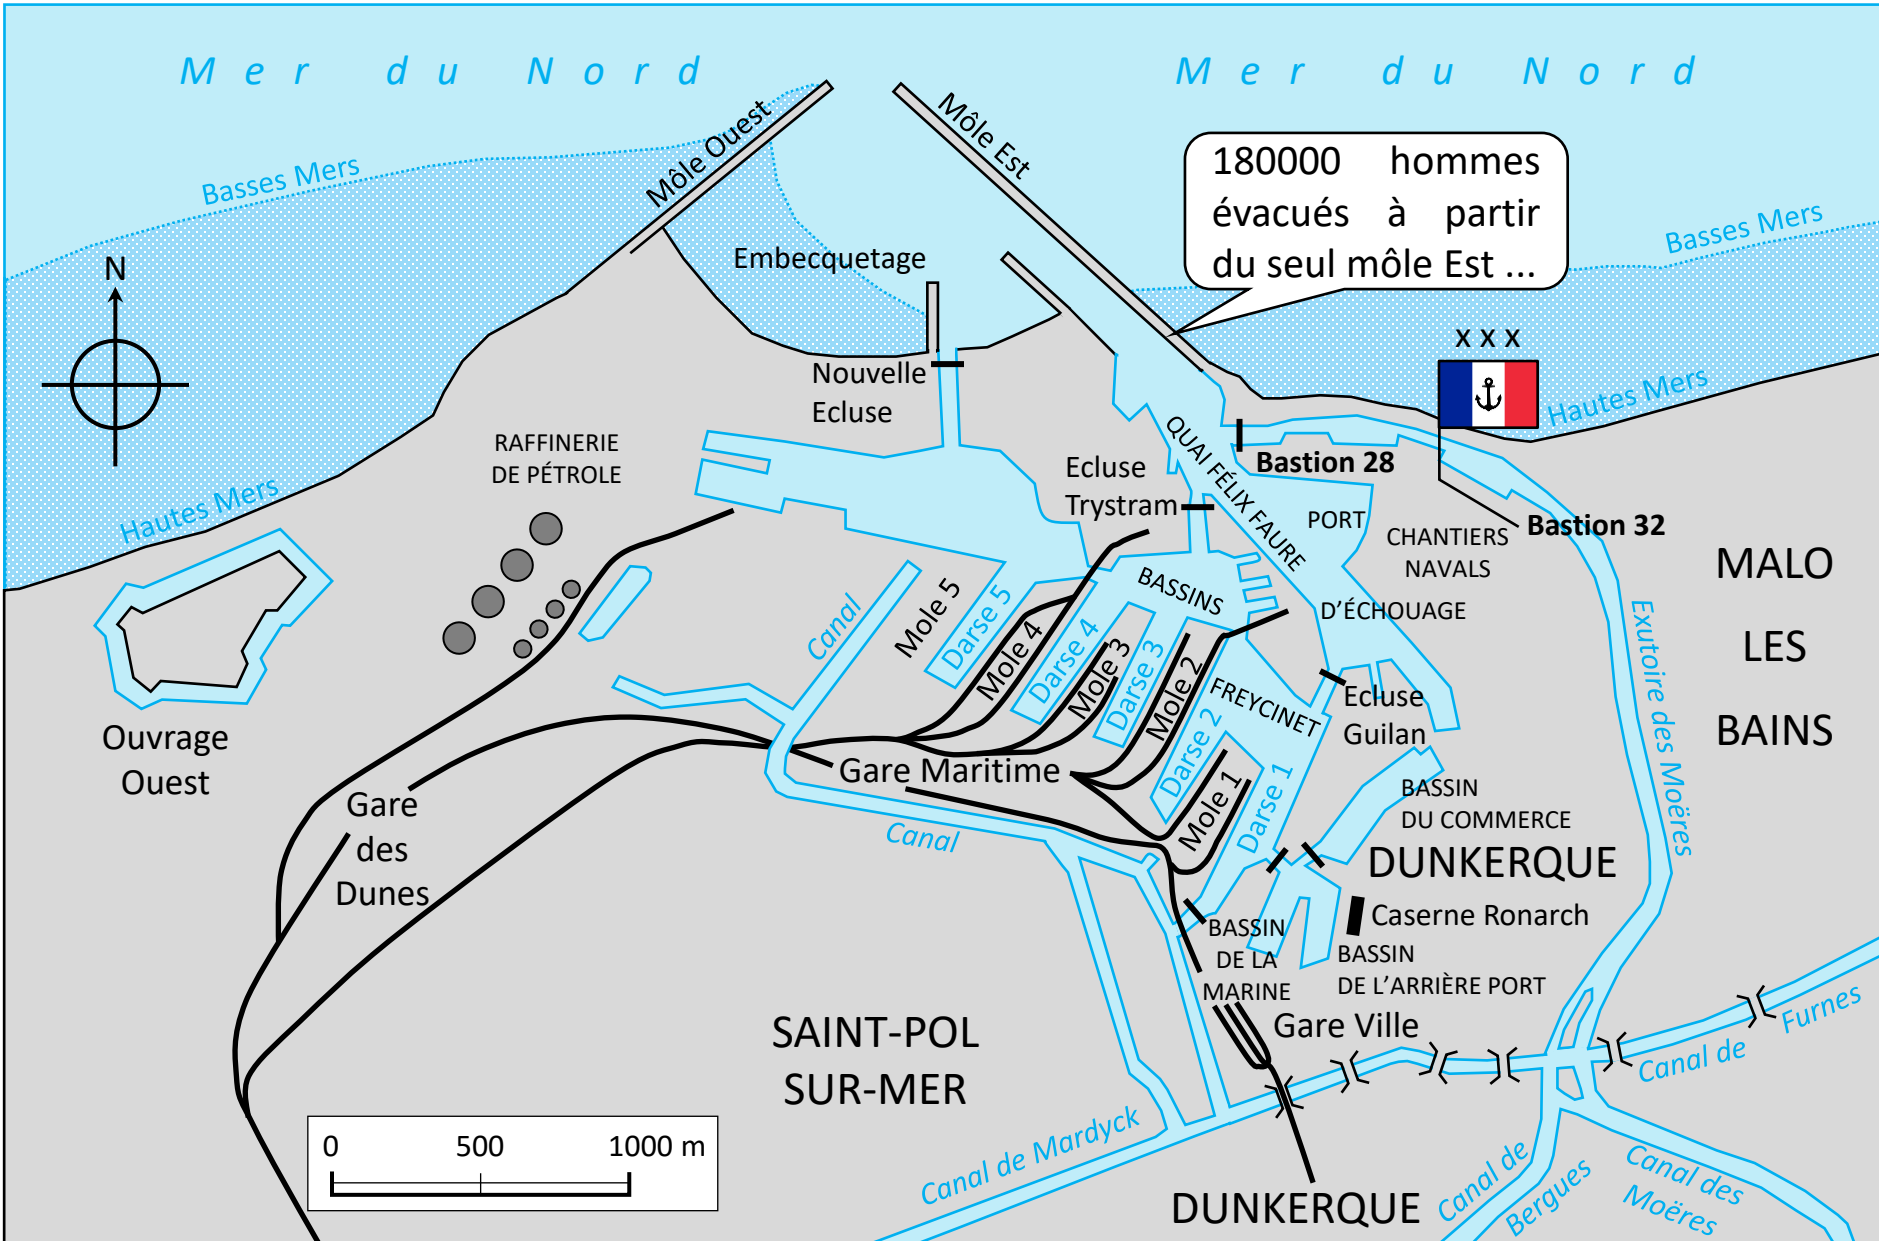 Mer du Nord
Mer du Nord
Môle Ouest
Môle Est
180000 hommes
évacués à partir
du seul môle Est ...
Basses Mers
Basses Mers
Embecquetage
N
x x x
Nouvelle
Ecluse
Hautes Mers
QUAI FÉLIX FAURE
RAFFINERIE
DE PÉTROLE
Ecluse
Trystram
Bastion 28
Hautes Mers
PORT
Bastion 32
CHANTIERS
NAVALS
MALO
LES
BAINS
BASSINS
D'ÉCHOUAGE
Canal
Mole 5
Darse 5
Mole 4
Darse 4
Mole 3
Darse 3
Mole 2
FREYCINET
Darse 2
Mole 1
Darse 1
Ecluse
Guilan
Exutoire des Moëres
Ouvrage
Ouest
Gare
des
Dunes
Gare Maritime
Canal
BASSIN
DU COMMERCE
DUNKERQUE
Caserne Ronarch
BASSIN
DE LA
MARINE
BASSIN
DE L'ARRIÈRE PORT
Gare Ville
SAINT-POL
SUR-MER
Canal de
Furnes
0 500 1000 m
Canal de Mardyck
DUNKERQUE
Canal de
Bergues
Canal des
Moëres